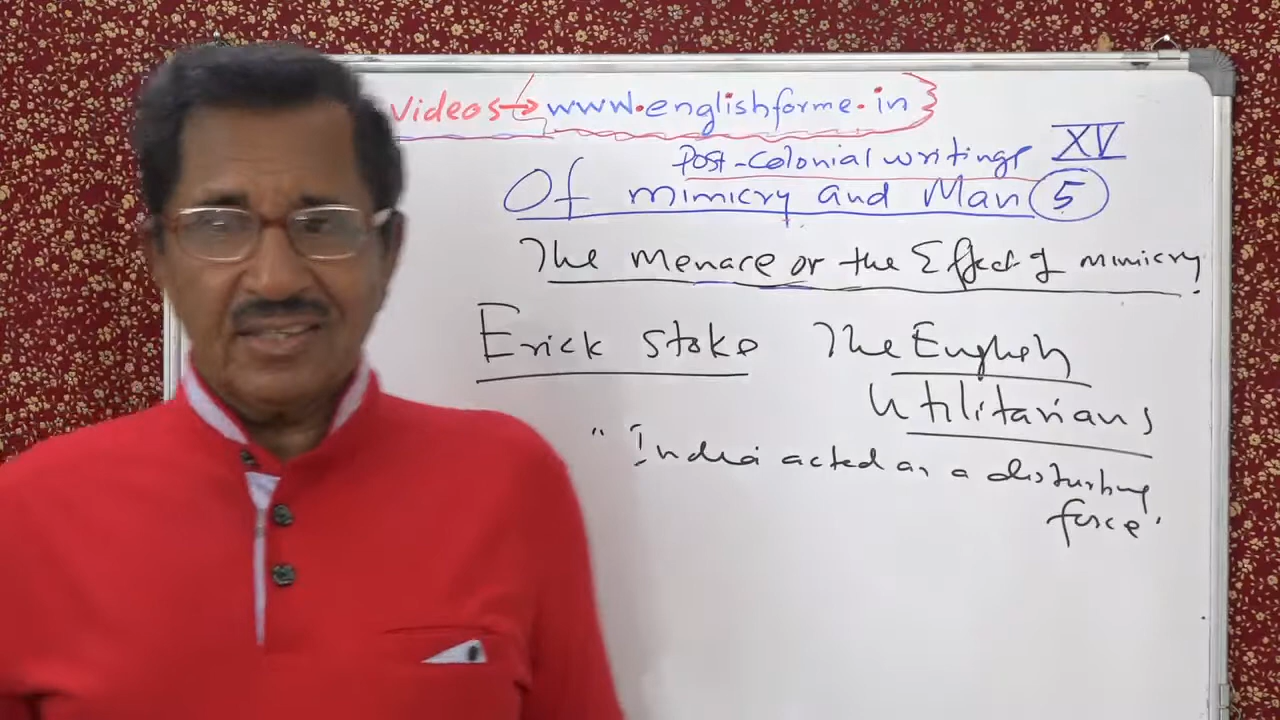 Videos → www.englishforme.in
Post-Colonial writings XV
Of mimicry and Man 5
The Menace or the Effect of mimicry
Erick Stoke The English
Utilitarians
"India acted as a disturbing
force"